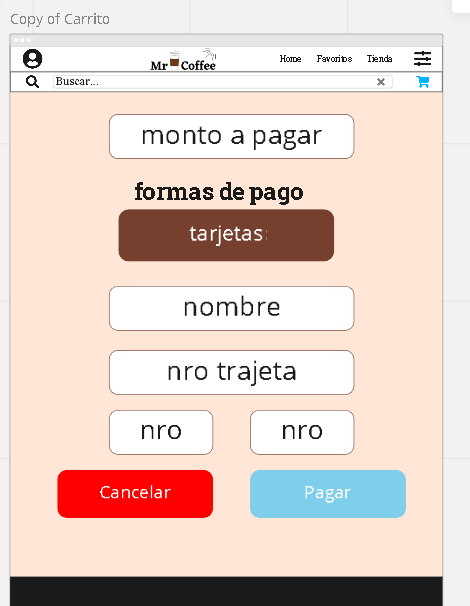 Copy of Carrito
Mr Coffee Home Favoritos Tienda
Buscar...
monto a pagar
formas de pago
tarjetas:
nombre
nro trajeta
nro nro
Cancelar Pagar